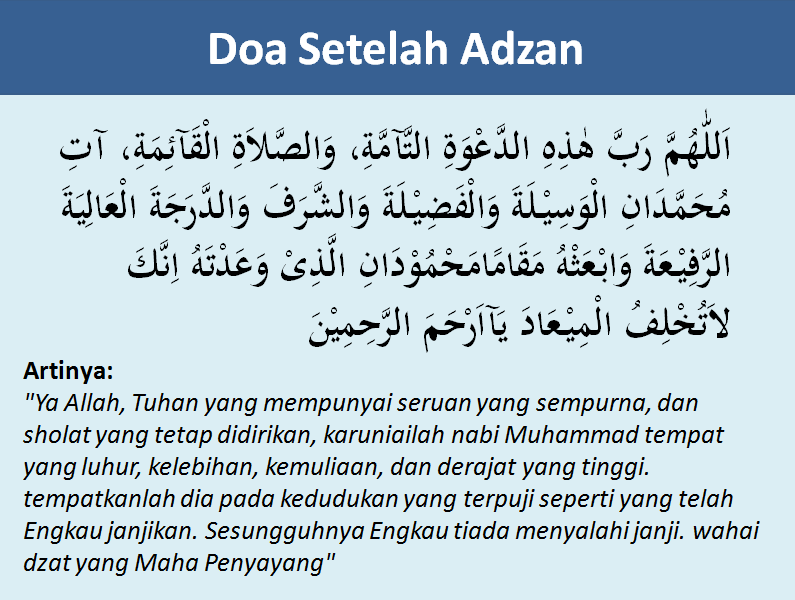 Doa Setelah Adzan
اَللّٰهُمَّ رَبَّ هٰذِهِ الدَّعْوَةِ التَّآمَّةِ، وَالصَّلاَةِ الْقَآئِمَةِ، آتِ
مُحَمَّدَانِ الْوَسِيْلَةَ وَالْفَضِيْلَةَ وَالشَّرَفَ وَالدَّرَجَةَ الْعَالِيَةَ
الرَّفِيْعَةَ وَابْعَثْهُ مَقَامًامَحْمُوْدَانِ الَّذِىْ وَعَدْتَهُ اِنَّكَ
لاَتُخْلِفُ الْمِيْعَادَ يَآاَرْحَمَ الرَّحِمِيْنَ
Artinya:
"Ya Allah, Tuhan yang mempunyai seruan yang sempurna, dan
sholat yang tetap didirikan, karuniailah nabi Muhammad tempat
yang luhur, kelebihan, kemuliaan, dan derajat yang tinggi.
tempatkanlah dia pada kedudukan yang terpuji seperti yang telah
Engkau janjikan. Sesungguhnya Engkau tiada menyalahi janji. wahai
dzat yang Maha Penyayang"